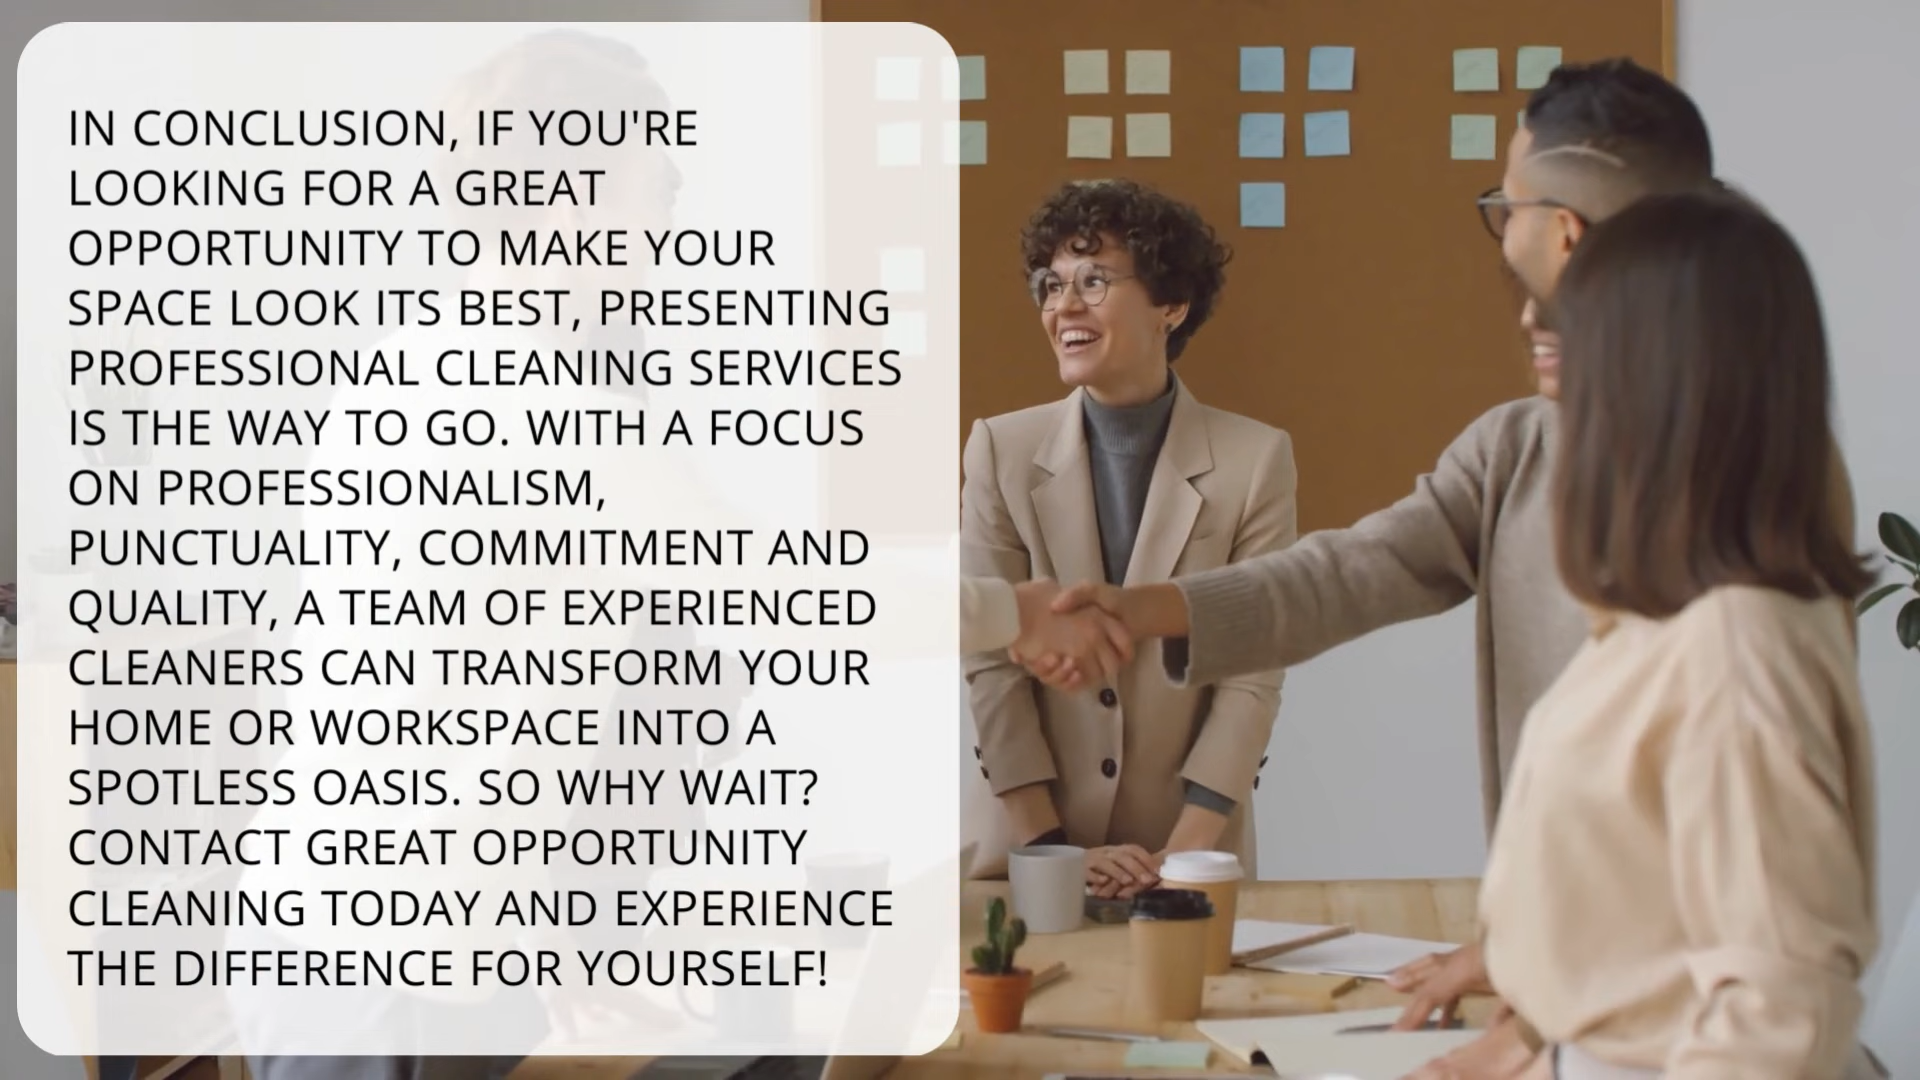 IN CONCLUSION, IF YOU'RE
LOOKING FOR A GREAT
OPPORTUNITY TO MAKE YOUR
SPACE LOOK ITS BEST, PRESENTING
PROFESSIONAL CLEANING SERVICES
IS THE WAY TO GO. WITH A FOCUS
ON PROFESSIONALISM,
PUNCTUALITY, COMMITMENT AND
QUALITY, A TEAM OF EXPERIENCED
CLEANERS CAN TRANSFORM YOUR
HOME OR WORKSPACE INTO A
SPOTLESS OASIS. SO WHY WAIT?
CONTACT GREAT OPPORTUNITY
CLEANING TODAY AND EXPERIENCE
THE DIFFERENCE FOR YOURSELF!